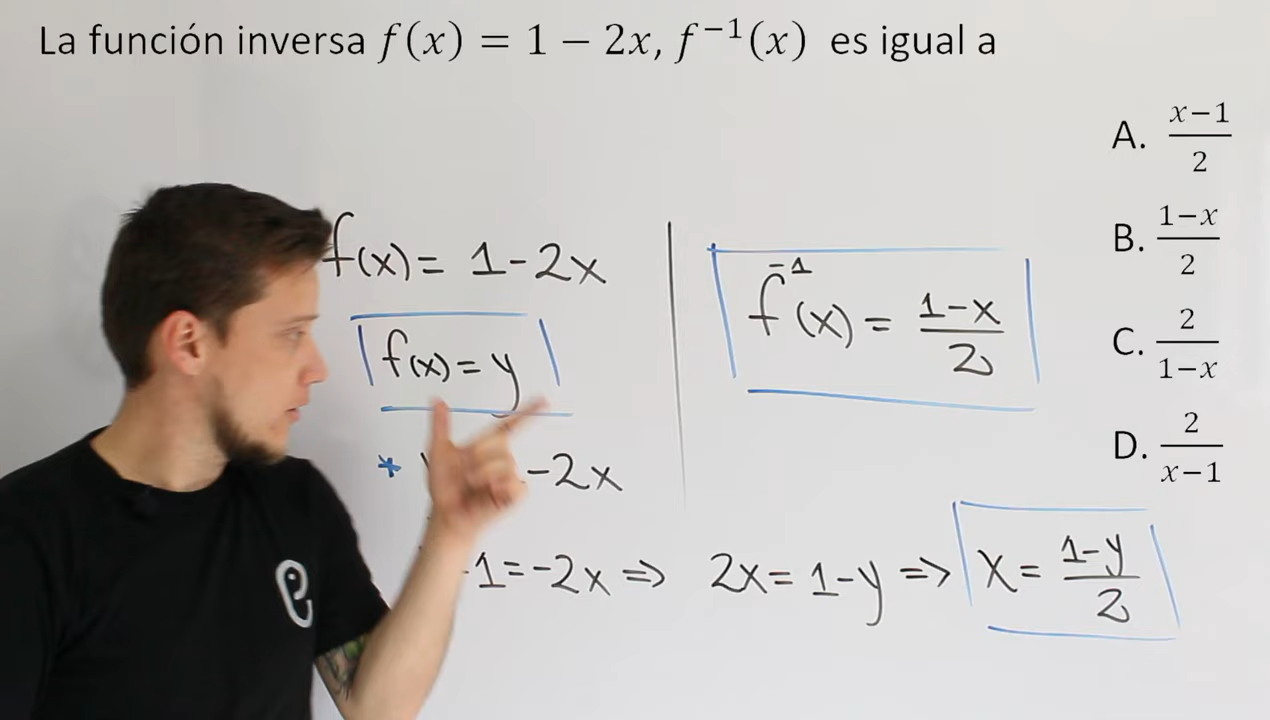 La función inversa f(x) = 1 − 2x, f⁻¹(x) es igual a
A. x−1/2
B. 1−x/2
C. 2/1−x
D. 2/x−1
f(x) = 1-2x
f(x) = y
* -2x
-1 = -2x ⇒ 2x = 1-y ⇒ x = 1-y/2
f⁻¹(x) = 1-x/2
e